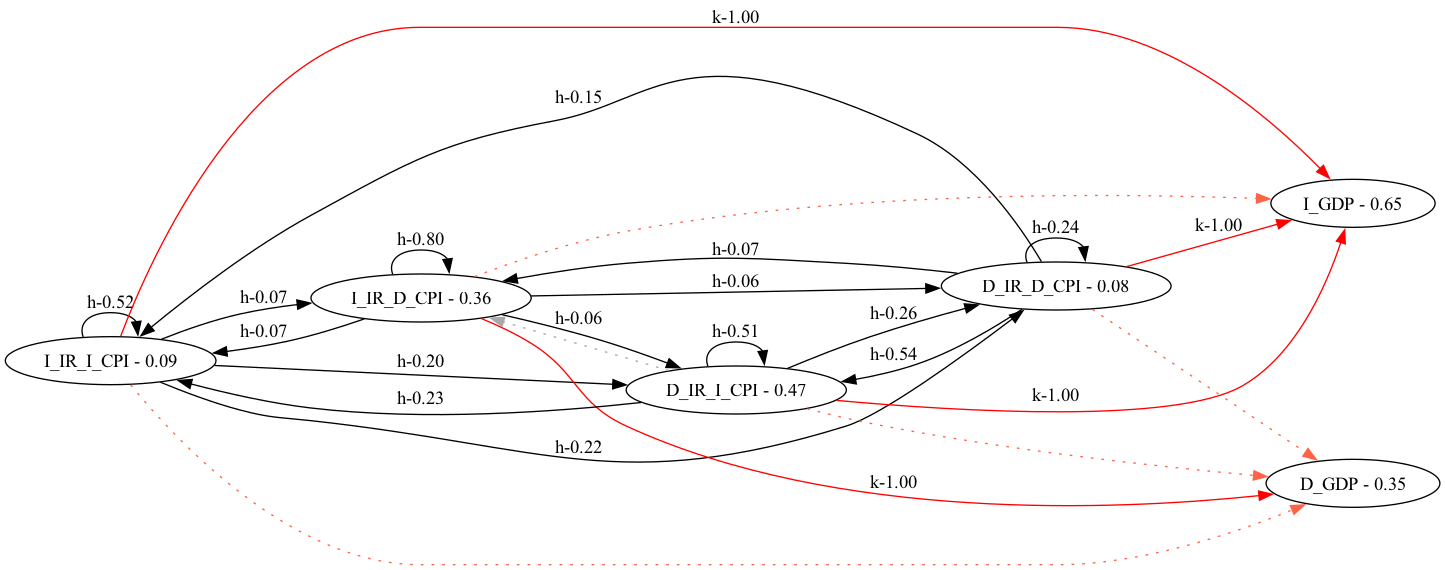 k-1.00
h-0.15
I_GDP - 0.65
k-1.00
h-0.24
h-0.80
h-0.07
h-0.06
D_IR_D_CPI - 0.08
I_IR_D_CPI - 0.36
h-0.52
h-0.07
h-0.07
h-0.06
h-0.26
h-0.51
h-0.54
I_IR_I_CPI - 0.09
h-0.20
D_IR_I_CPI - 0.47
h-0.23
k-1.00
h-0.22
k-1.00
D_GDP - 0.35